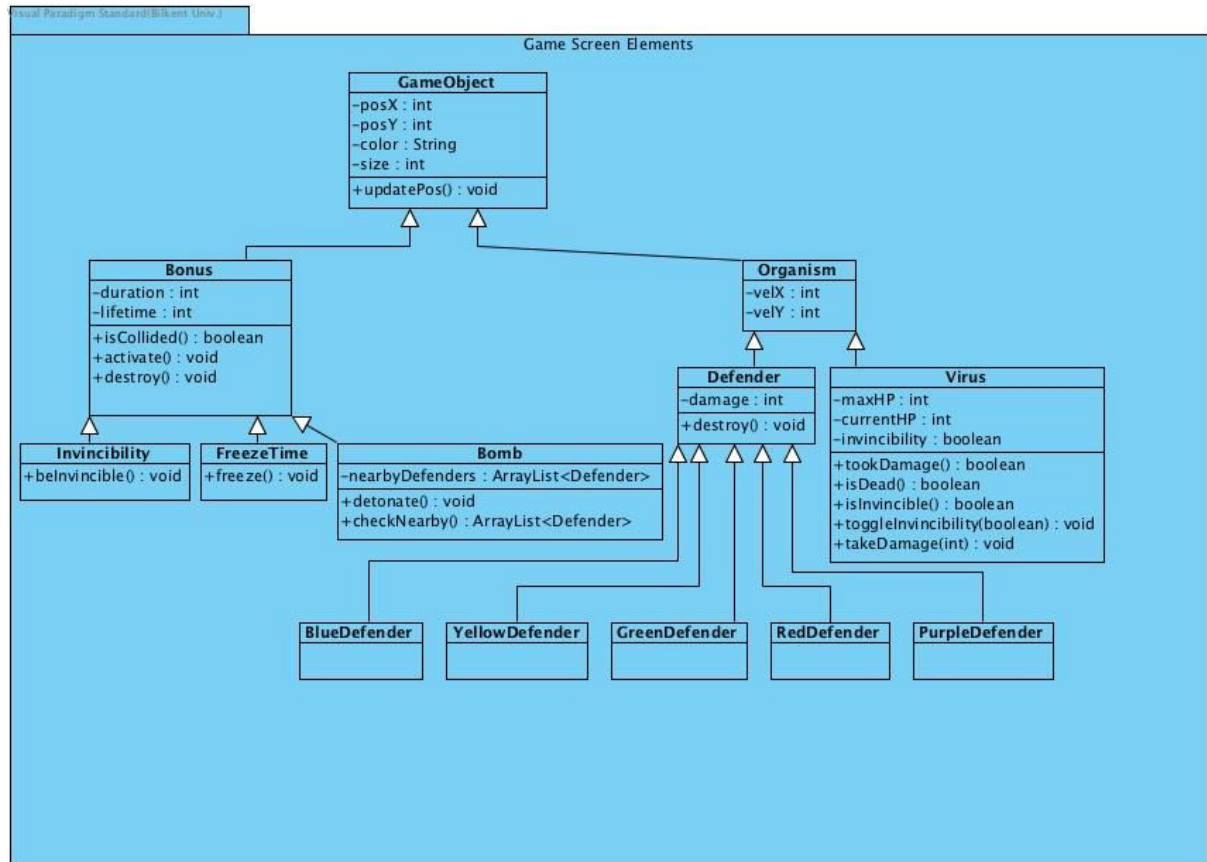 Visual Paradigm Standard(Bilkent Univ.)
Game Screen Elements
GameObject
-posX : int
-posY : int
-color : String
-size : int
+updatePos() : void
Bonus
-duration : int
-lifetime : int
+isCollided() : boolean
+activate() : void
+destroy() : void
Organism
-velX : int
-velY : int
Defender
-damage : int
+destroy() : void
Virus
-maxHP : int
-currentHP : int
-invincibility : boolean
+tookDamage() : boolean
+isDead() : boolean
+isInvincible() : boolean
+toggleInvincibility(boolean) : void
+takeDamage(int) : void
Invincibility
+beInvincible() : void
FreezeTime
+freeze() : void
Bomb
-nearbyDefenders : ArrayList<Defender>
+detonate() : void
+checkNearby() : ArrayList<Defender>
BlueDefender
YellowDefender
GreenDefender
RedDefender
PurpleDefender